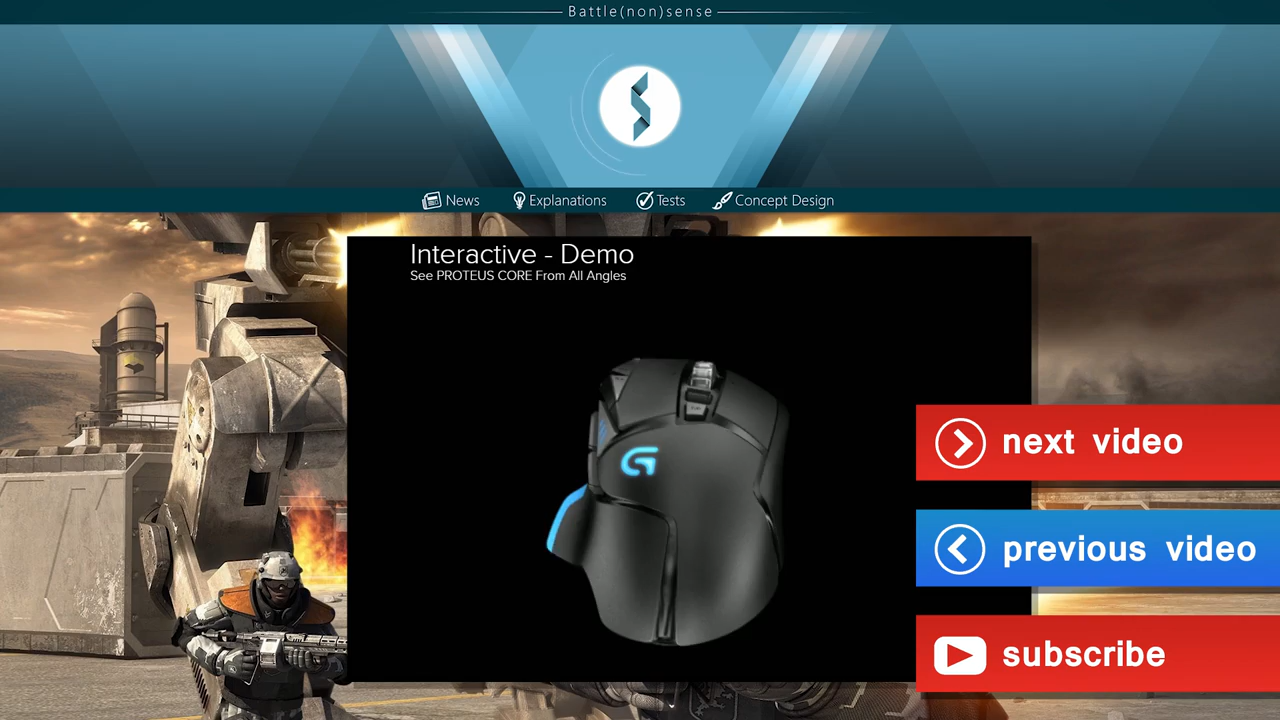 Battle(non)sense
News Explanations Tests Concept Design
Interactive - Demo
See PROTEUS CORE From All Angles
next video
previous video
subscribe